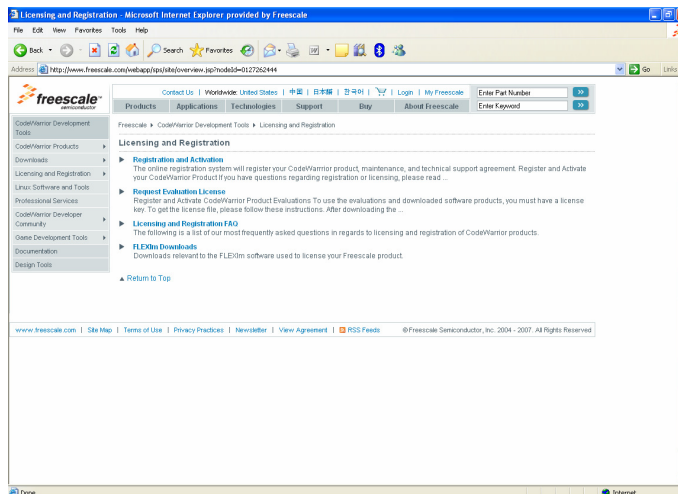 Licensing and Registration - Microsoft Internet Explorer provided by Freescale
File Edit View Favorites Tools Help
Back Search Favorites
Address http://www.freescale.com/webapp/sps/site/overview.jsp?nodeId=0127262444 Go Links
freescale™
semiconductor
Contact Us | Worldwide: United States | 中国 | 日本語 | 한국어 | | Login | My Freescale
Enter Part Number
Products Applications Technologies Support Buy About Freescale
Enter Keyword
CodeWarrior Development Tools
CodeWarrior Products
Downloads
Licensing and Registration
Linux Software and Tools
Professional Services
CodeWarrior Developer Community
Game Development Tools
Documentation
Design Tools
Freescale ▶ CodeWarrior Development Tools ▶ Licensing and Registration
Licensing and Registration
Registration and Activation
The online registration system will register your CodeWarrior product, maintenance, and technical support agreement. Register and Activate
your CodeWarrior Product If you have questions regarding registration or licensing, please read ...
Request Evaluation License
Register and Activate CodeWarrior Product Evaluations To use the evaluations and downloaded software products, you must have a license
key. To get the license file, please follow these instructions. After downloading the ...
Licensing and Registration FAQ
The following is a list of our most frequently asked questions in regards to licensing and registration of CodeWarrior products.
FLEXlm Downloads
Downloads relevant to the FLEXlm software used to license your Freescale product.
Return to Top
www.freescale.com | Site Map | Terms of Use | Privacy Practices | Newsletter | View Agreement | RSS Feeds © Freescale Semiconductor, Inc. 2004 - 2007. All Rights Reserved
Done Internet